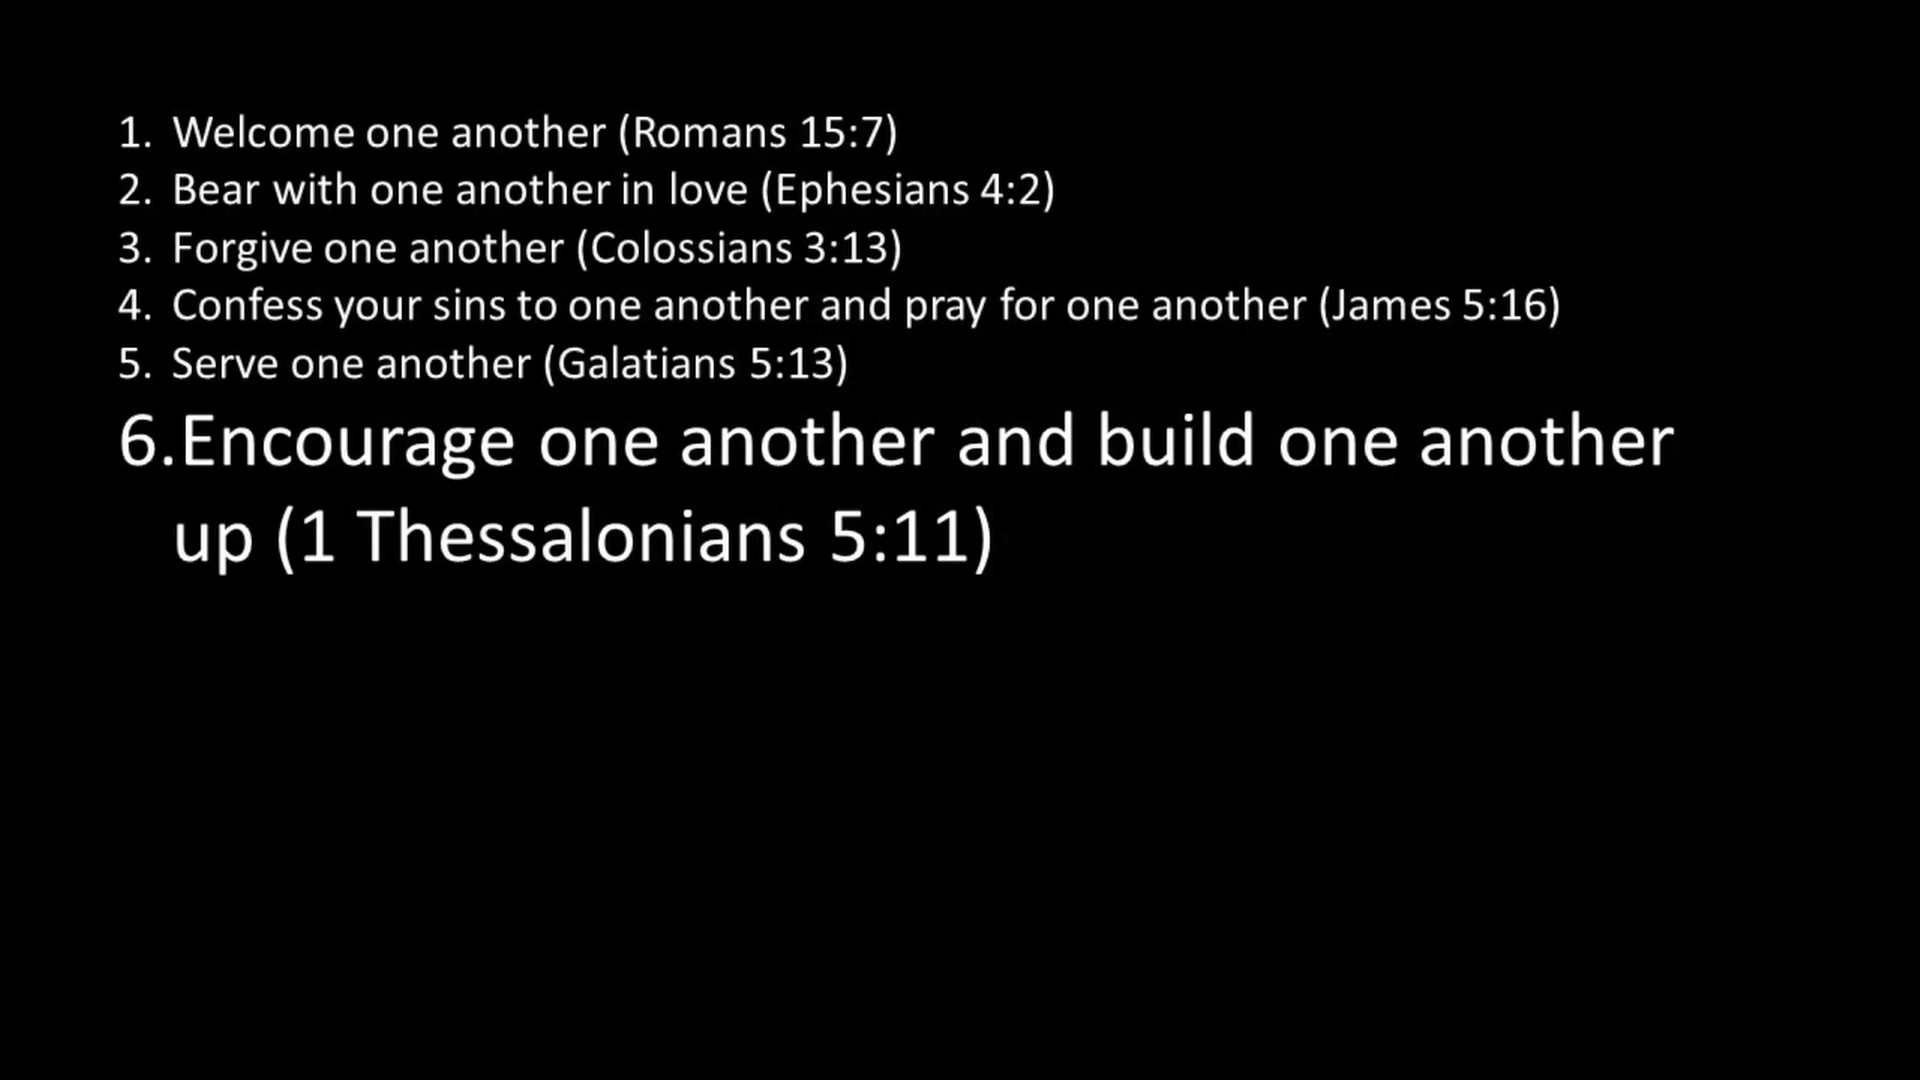 1. Welcome one another (Romans 15:7)
2. Bear with one another in love (Ephesians 4:2)
3. Forgive one another (Colossians 3:13)
4. Confess your sins to one another and pray for one another (James 5:16)
5. Serve one another (Galatians 5:13)
6.Encourage one another and build one another
up (1 Thessalonians 5:11)